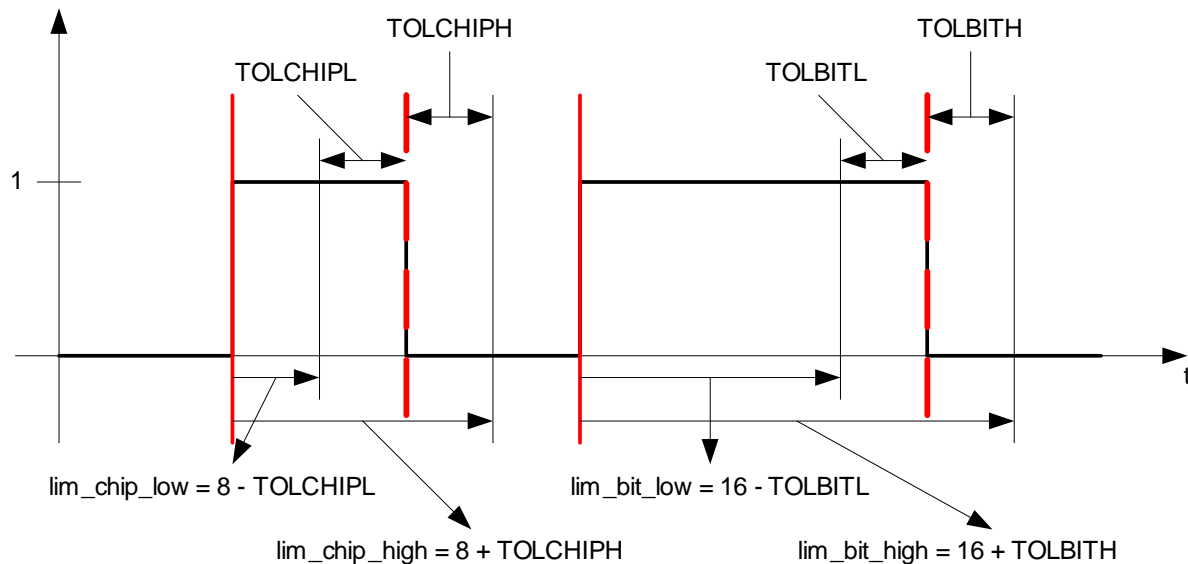 TOLCHIPH
TOLBITH
TOLCHIPL
TOLBITL
1
t
lim_chip_low = 8 - TOLCHIPL
lim_bit_low = 16 - TOLBITL
lim_chip_high = 8 + TOLCHIPH
lim_bit_high = 16 + TOLBITH